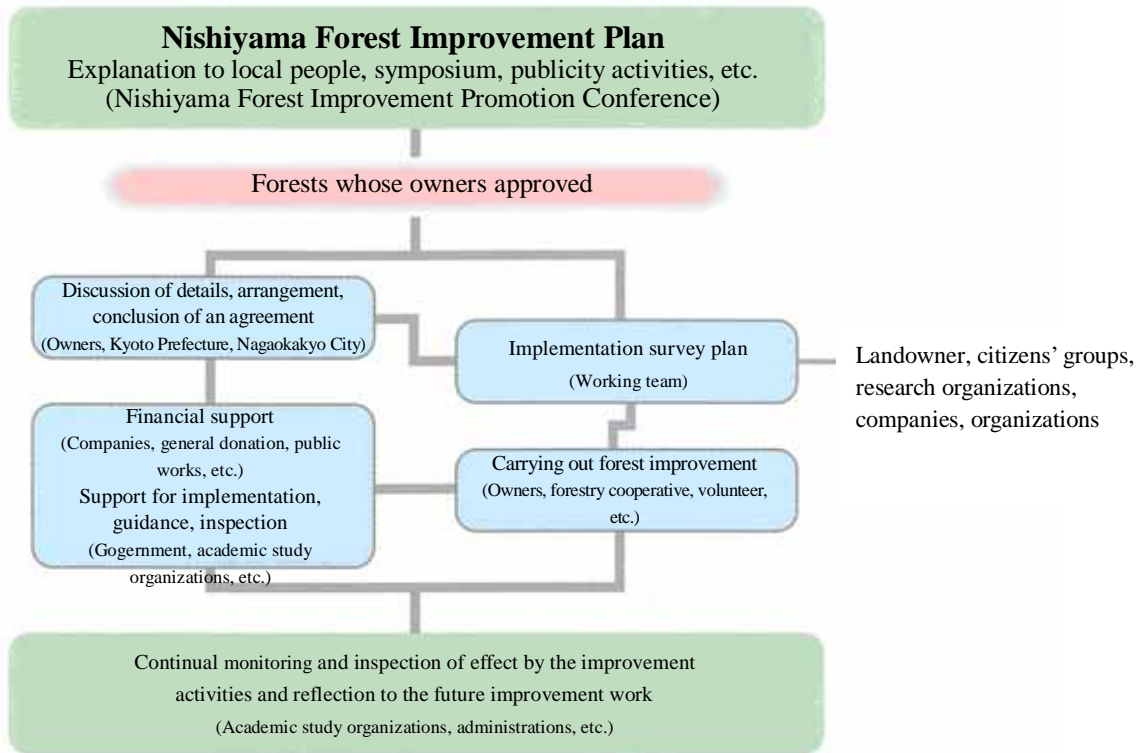 Nishiyama Forest Improvement Plan
Explanation to local people, symposium, publicity activities, etc.
(Nishiyama Forest Improvement Promotion Conference)
Forests whose owners approved
Discussion of details, arrangement,
conclusion of an agreement
(Owners, Kyoto Prefecture, Nagaokakyo City)
Implementation survey plan
(Working team)
Landowner, citizens’ groups,
research organizations,
companies, organizations
Financial support
(Companies, general donation, public
works, etc.)
Support for implementation,
guidance, inspection
(Gogernment, academic study
organizations, etc.)
Carrying out forest improvement
(Owners, forestry cooperative, volunteer,
etc.)
Continual monitoring and inspection of effect by the improvement
activities and reflection to the future improvement work
(Academic study organizations, administrations, etc.)